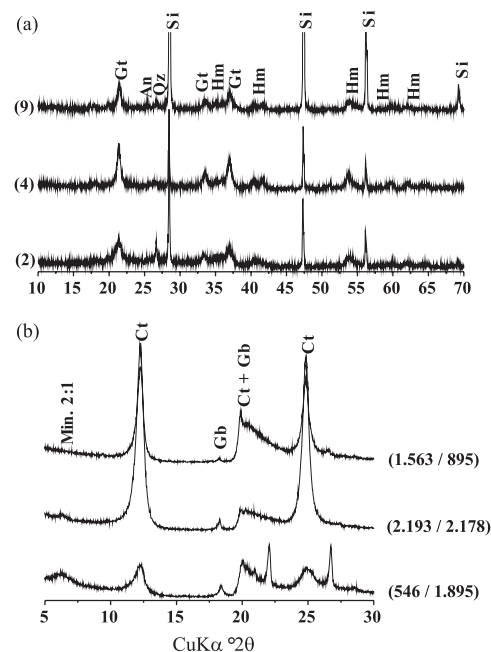 (a)
Gt
An
Qz
Si
Gt
Hm
Gt
Hm
Si
Hm
Si
Hm
Hm
Si
(9)
(4)
(2)
10 15 20 25 30 35 40 45 50 55 60 65 70
(b)
Min. 2:1
Ct
Gb
Ct + Gb
Ct
(1.563 / 895)
(2.193 / 2.178)
(546 / 1.895)
5 10 15 20 25 30
CuKα °2θ